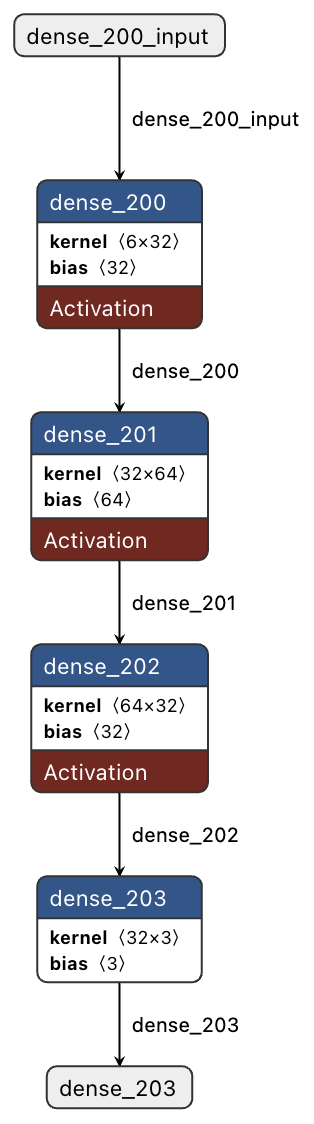 dense_200_input
dense_200_input
dense_200
kernel ⟨6×32⟩
bias ⟨32⟩
Activation
dense_200
dense_201
kernel ⟨32×64⟩
bias ⟨64⟩
Activation
dense_201
dense_202
kernel ⟨64×32⟩
bias ⟨32⟩
Activation
dense_202
dense_203
kernel ⟨32×3⟩
bias ⟨3⟩
dense_203
dense_203